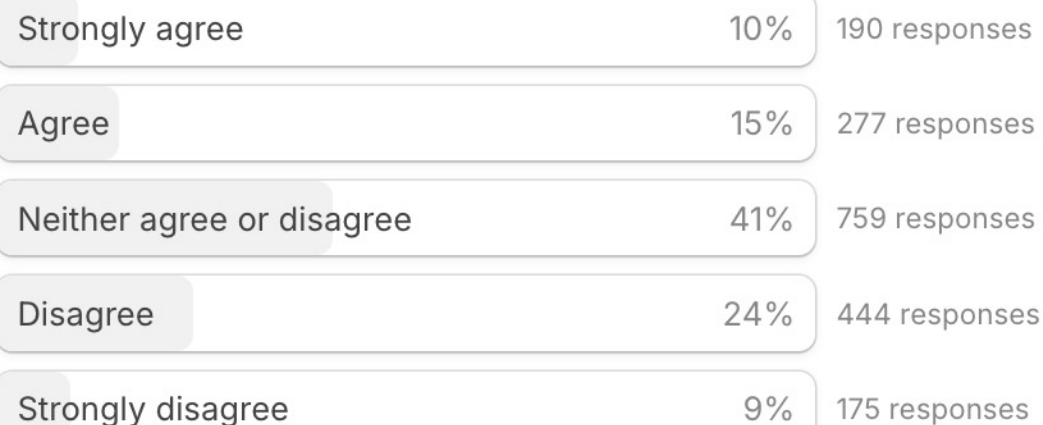 Strongly agree 10% 190 responses
Agree 15% 277 responses
Neither agree or disagree 41% 759 responses
Disagree 24% 444 responses
Strongly disagree 9% 175 responses